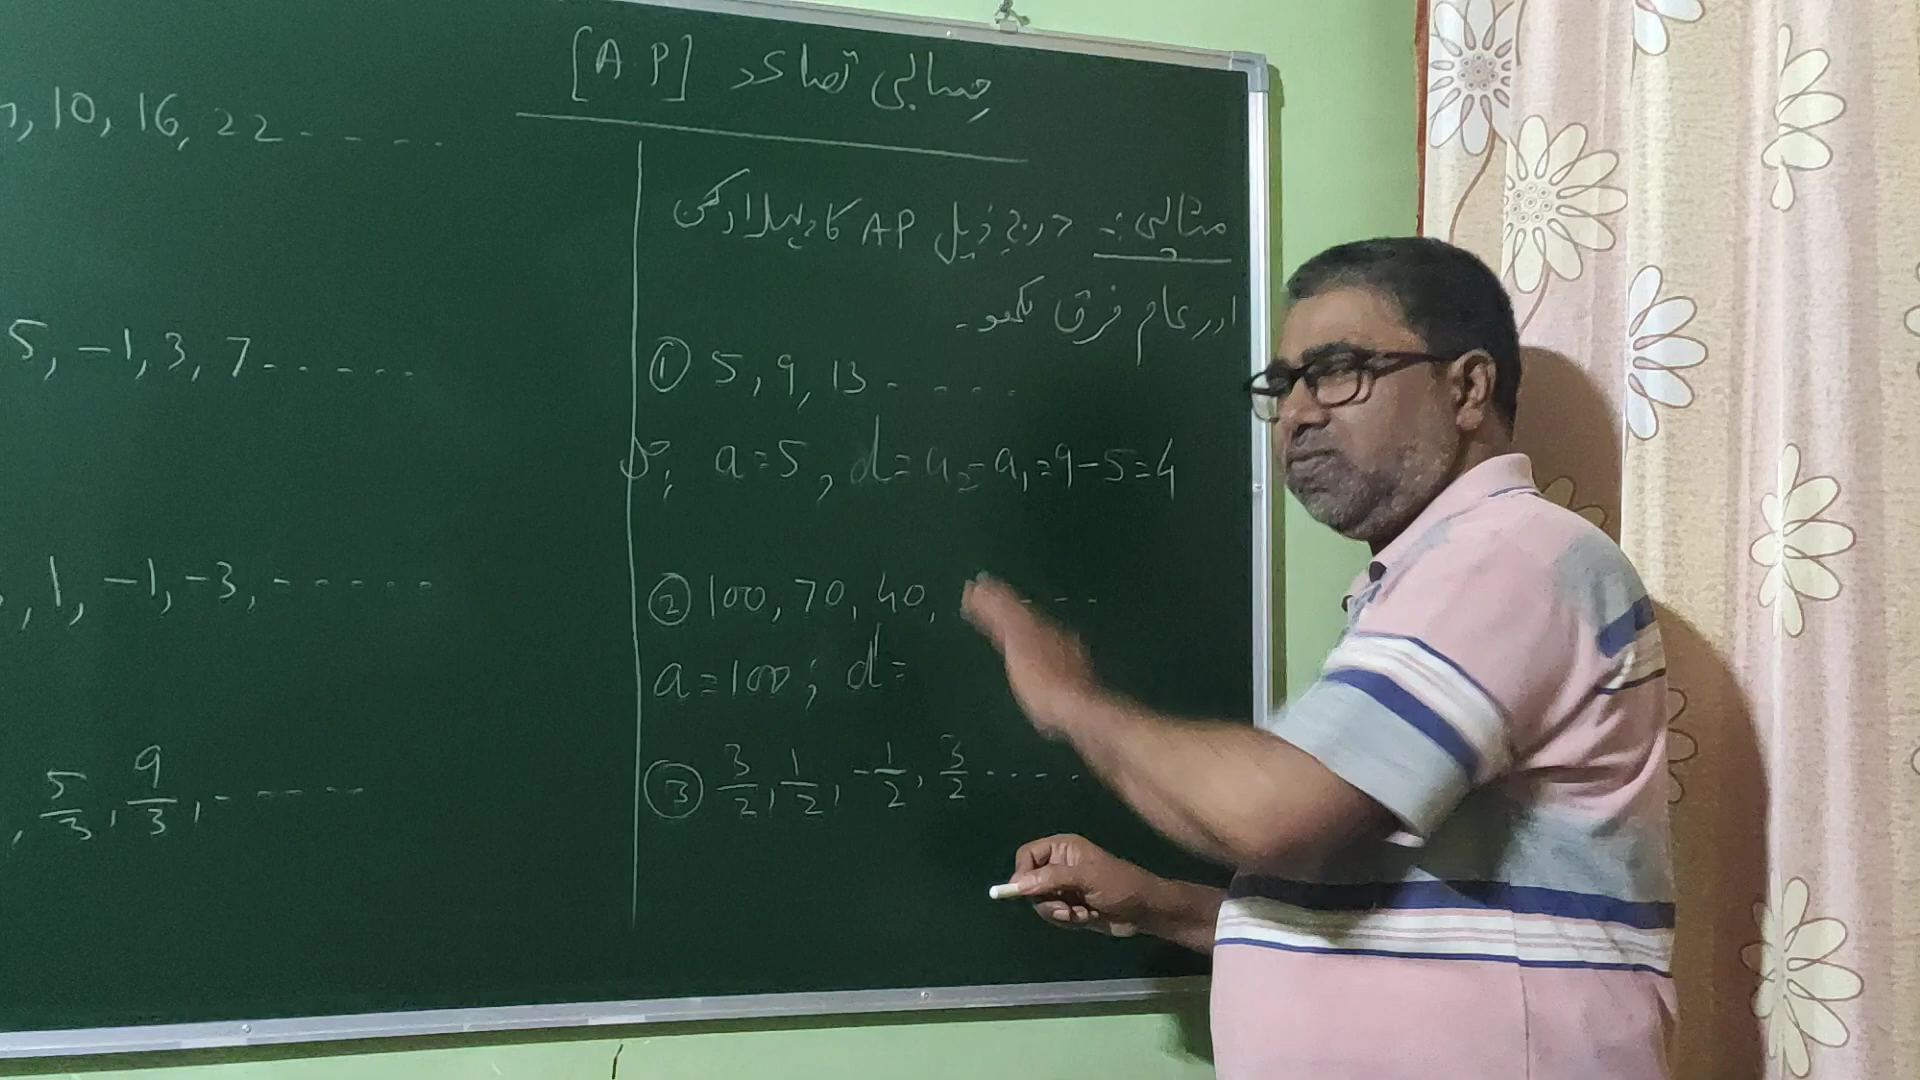 حسابی تصاعد [A.P]
, 10, 16, 22 - - - - -
5, -1, 3, 7 - - - - - -
, 1, -1, -3, - - - - - -
, 5/3, 9/3, - - - - -
مثالیں :- درج ذیل AP کا پہلا رکن
اور عام فرق لکھو۔
① 5, 9, 13 - - - - -
حل; a = 5, d = a₂ - a₁ = 9 - 5 = 4
② 100, 70, 40, - - -
a = 100; d =
③ 3/2, 1/2, -1/2, 3/2 - - - - -